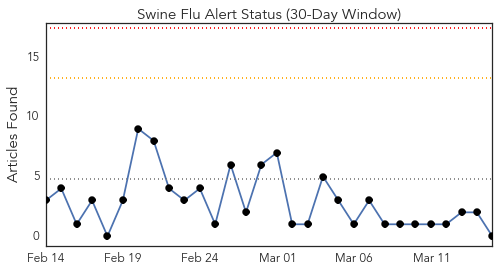 Swine Flu Alert Status (30-Day Window)
Articles Found
15
10
5
0
Feb 14 Feb 19 Feb 24 Mar 01 Mar 06 Mar 11